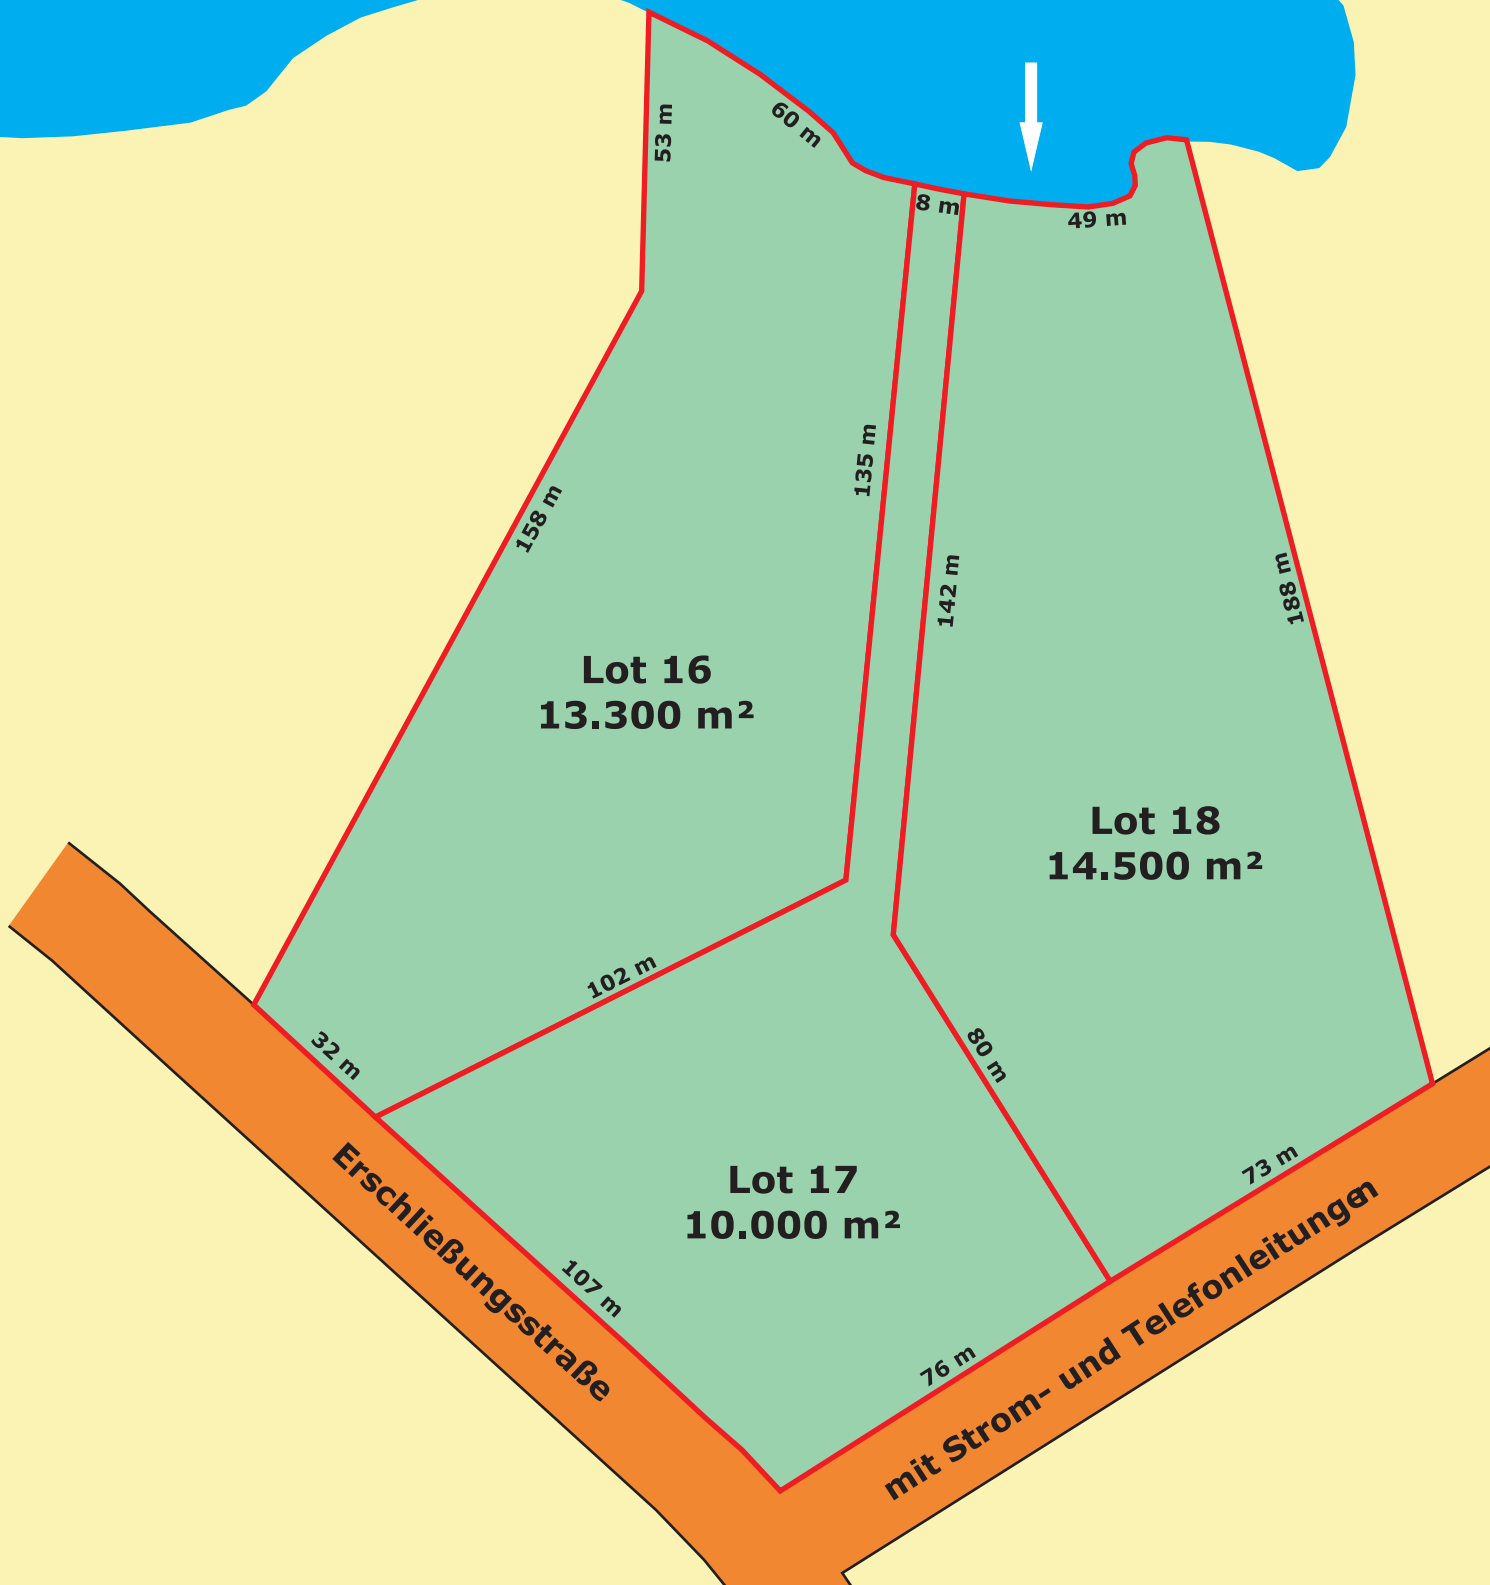 53 m
60 m
8 m
49 m
135 m
158 m
142 m
188 m
Lot 16
13.300 m²
Lot 18
14.500 m²
102 m
32 m
80 m
Lot 17
10.000 m²
73 m
107 m
76 m
Erschließungsstraße
mit Strom- und Telefonleitungen